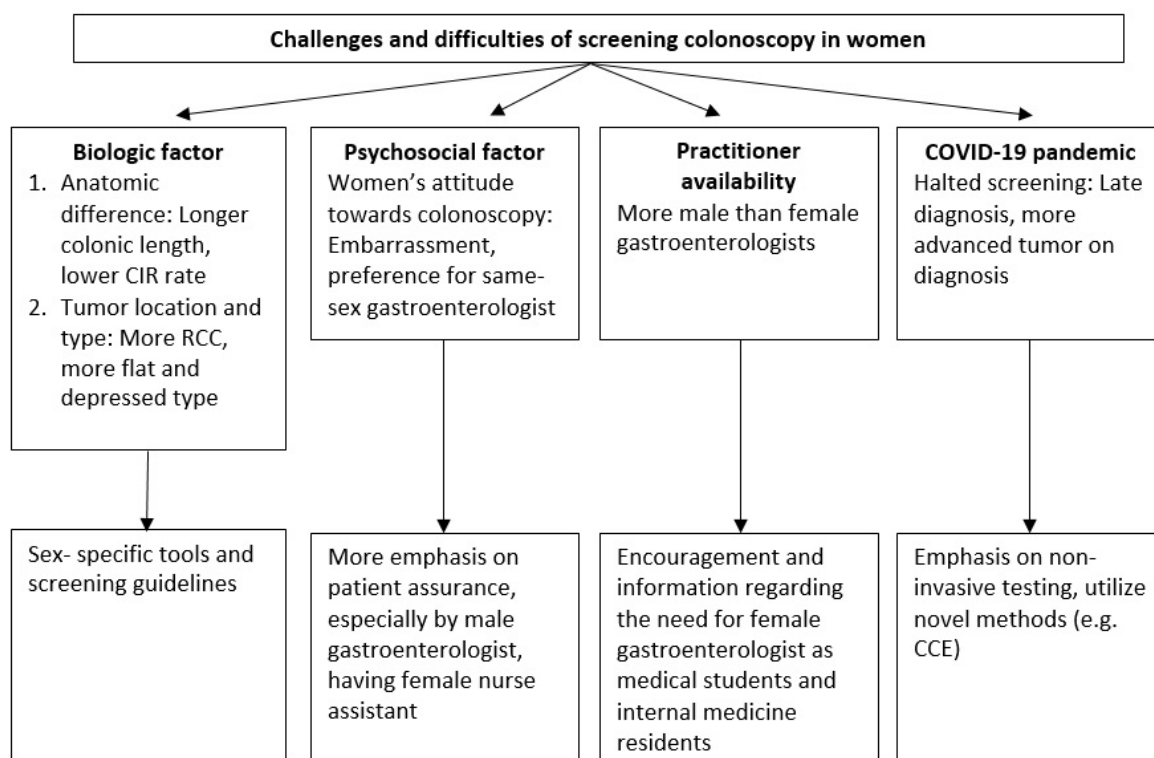 Challenges and difficulties of screening colonoscopy in women
Biologic factor
1. Anatomic
difference: Longer
colonic length,
lower CIR rate
2. Tumor location and
type: More RCC,
more flat and
depressed type
Psychosocial factor
Women’s attitude
towards colonoscopy:
Embarrassment,
preference for same-
sex gastroenterologist
Practitioner
availability
More male than female
gastroenterologists
COVID-19 pandemic
Halted screening: Late
diagnosis, more
advanced tumor on
diagnosis
Sex- specific tools and
screening guidelines
More emphasis on
patient assurance,
especially by male
gastroenterologist,
having female nurse
assistant
Encouragement and
information regarding
the need for female
gastroenterologist as
medical students and
internal medicine
residents
Emphasis on non-
invasive testing, utilize
novel methods (e.g.
CCE)